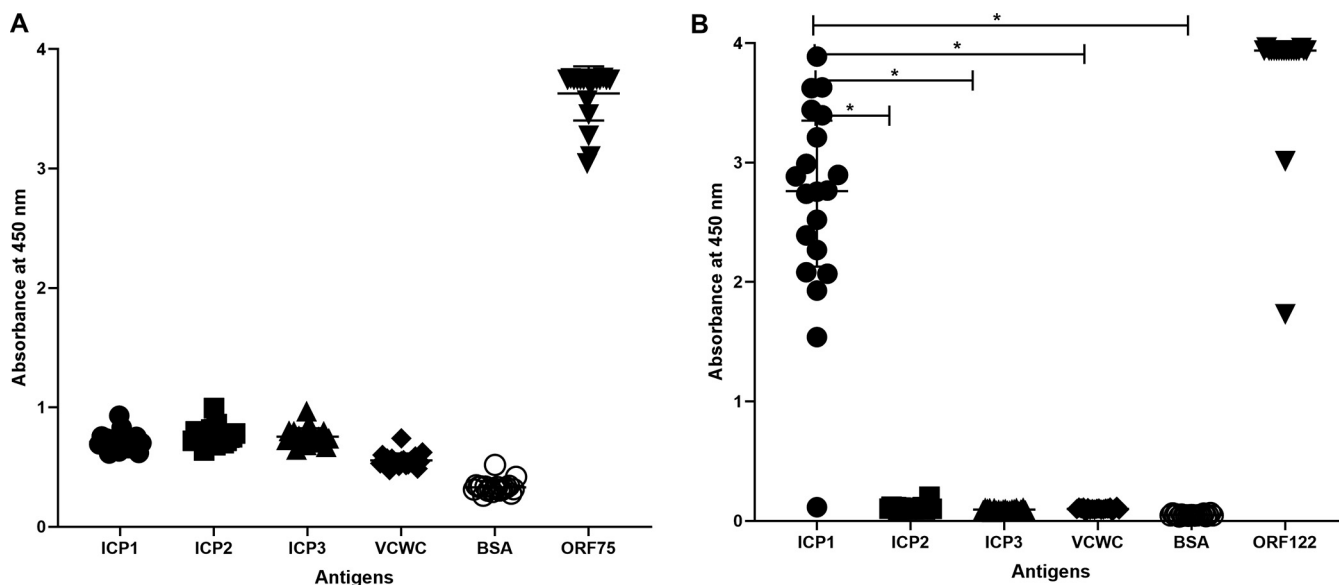 A
Absorbance at 450 nm
4
3
2
1
0
ICP1 ICP2 ICP3 VCWC BSA ORF75
Antigens
B
Absorbance at 450 nm
4
3
2
1
0
*
*
*
*
ICP1 ICP2 ICP3 VCWC BSA ORF122
Antigens